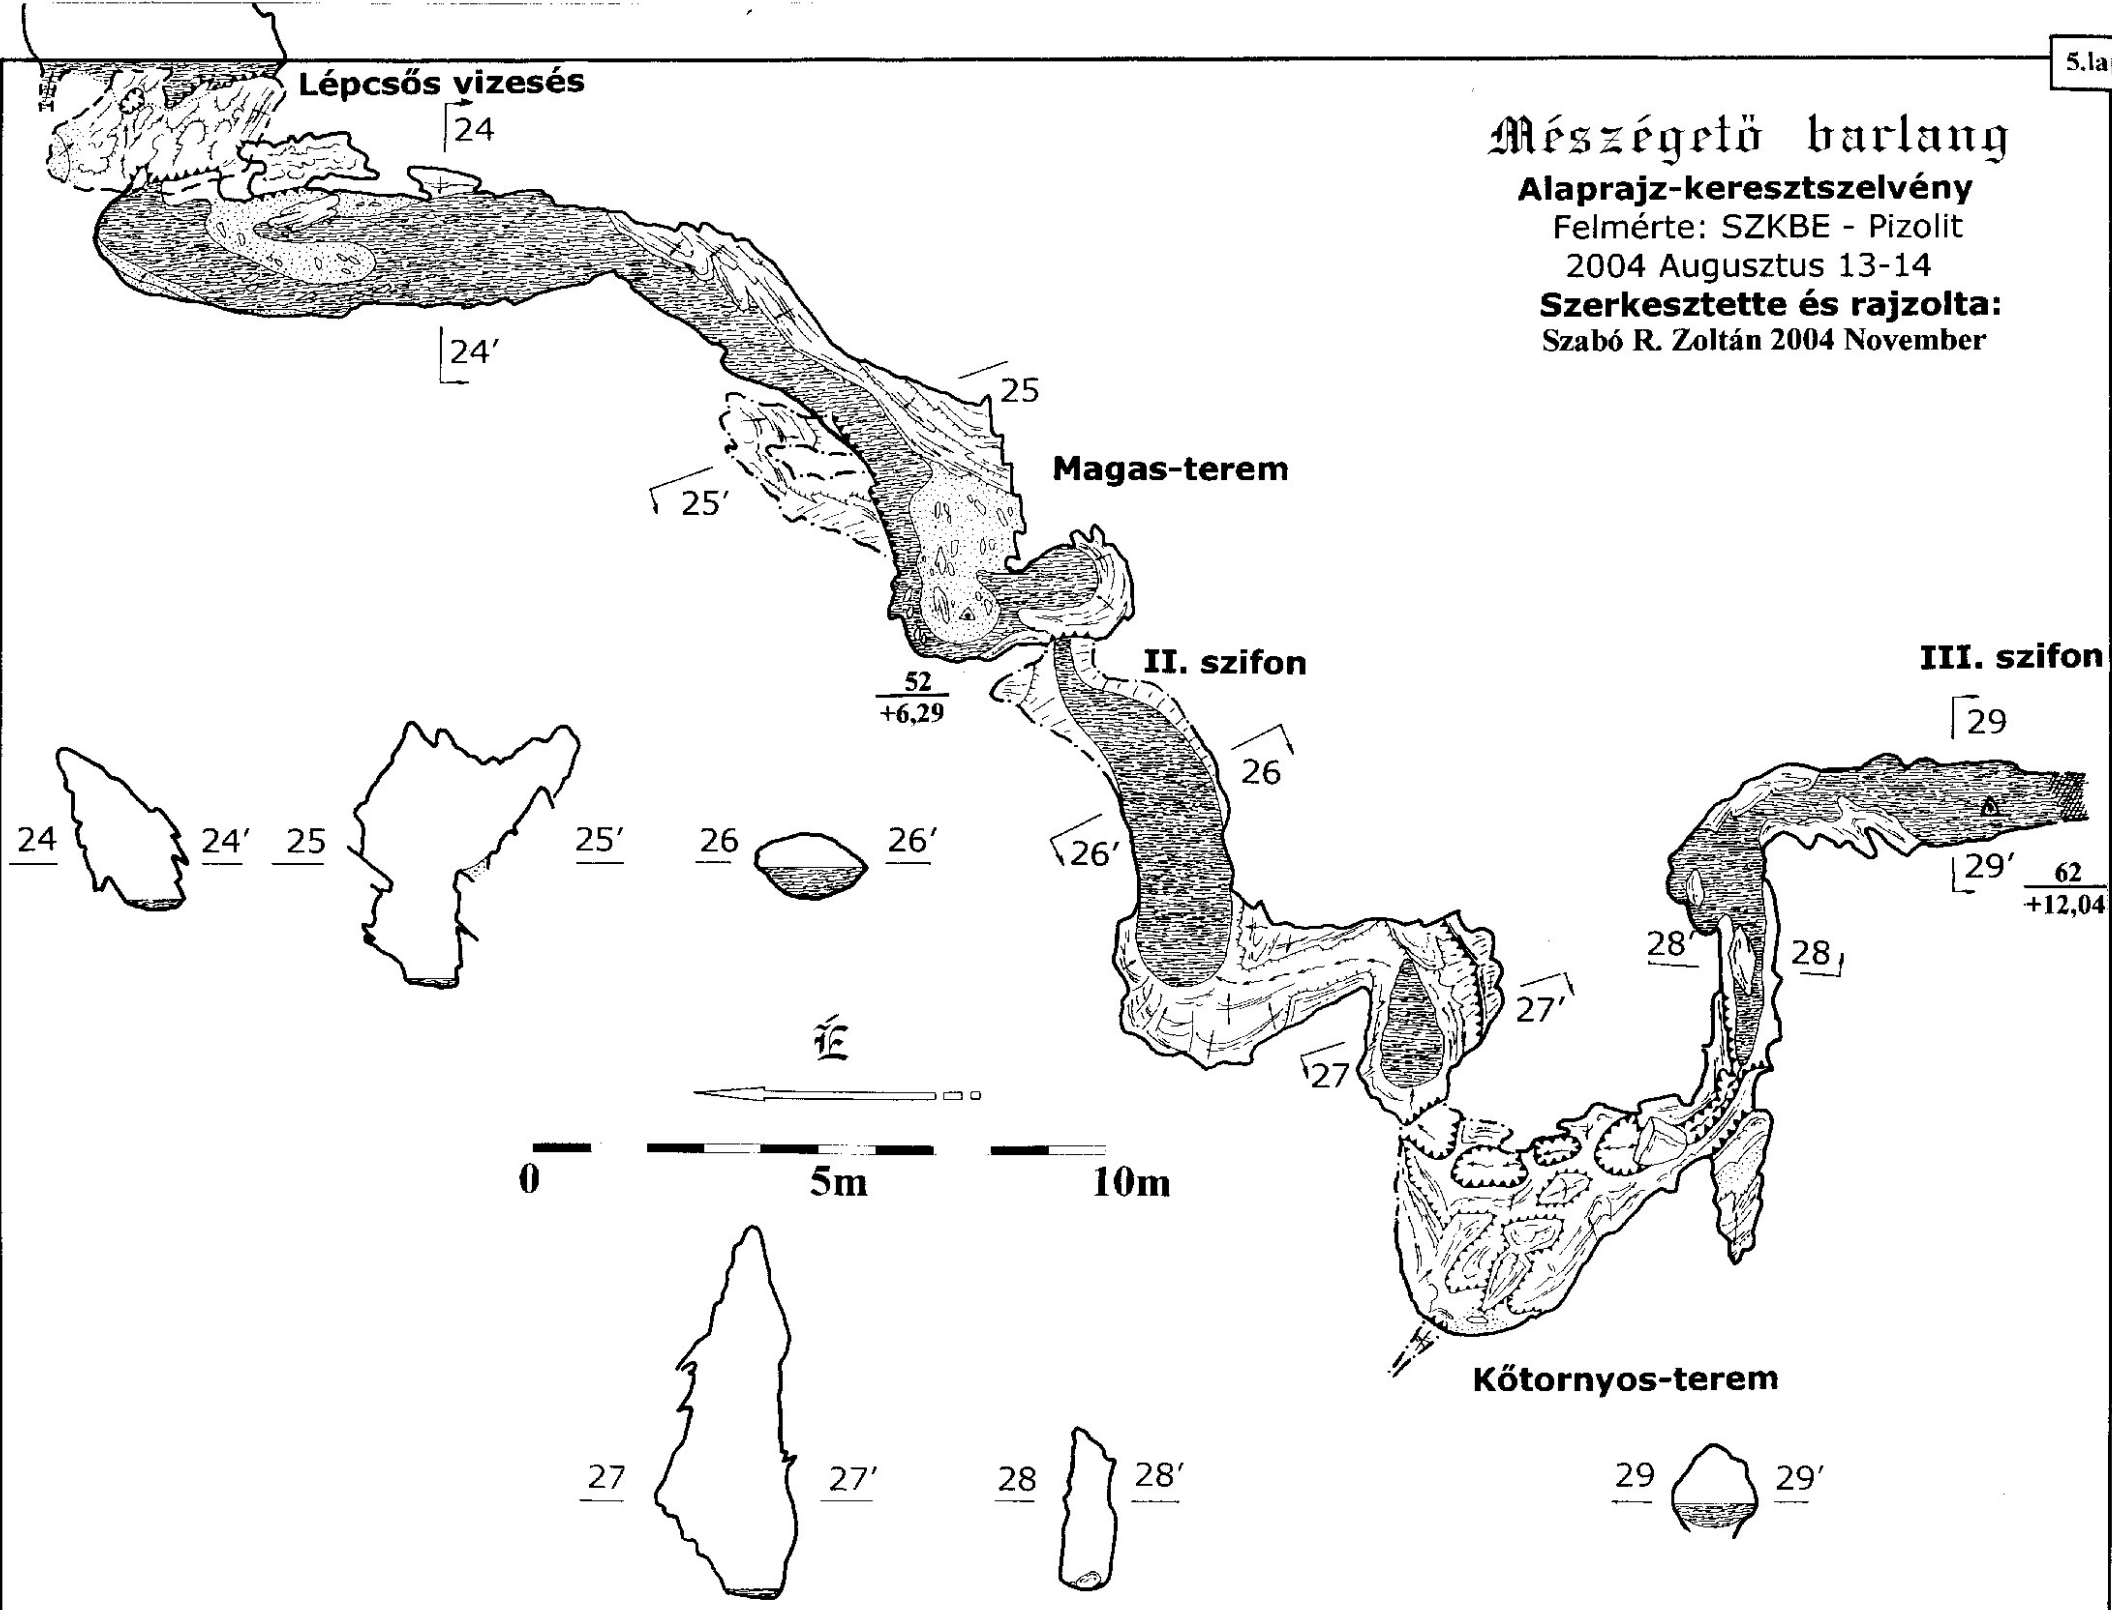 5.la
Lépcsős vizesés
24
Mészégető barlang
Alaprajz-keresztszelvény
Felmérte: SZKBE - Pizolit
2004 Augusztus 13-14
Szerkesztette és rajzolta:
Szabó R. Zoltán 2004 November
24′
25
Magas-terem
25′
II. szifon
III. szifon
52
+6,29
29
26
24
24′
25
25′
26
26′
26′
29′
62
+12,04
28′
28
27′
É
27
0
5m
10m
Kőtornyos-terem
27
27′
28
28′
29
29′